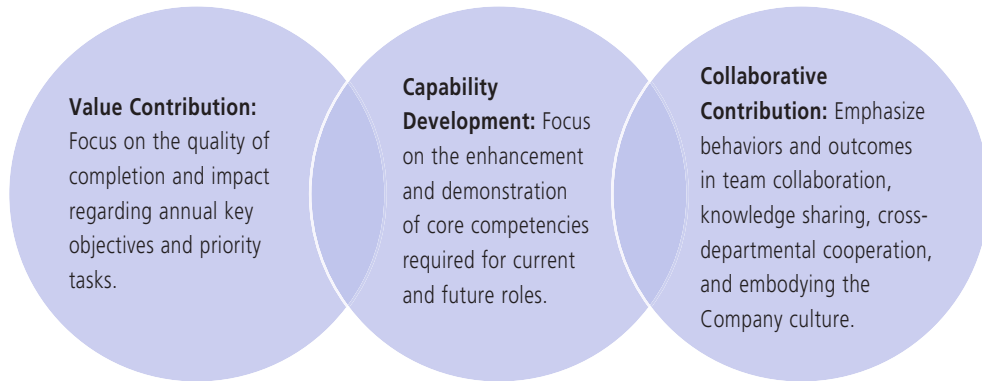 Value Contribution:
Focus on the quality of
completion and impact
regarding annual key
objectives and priority
tasks.
Capability
Development: Focus
on the enhancement
and demonstration
of core competencies
required for current
and future roles.
Collaborative
Contribution: Emphasize
behaviors and outcomes
in team collaboration,
knowledge sharing, cross-
departmental cooperation,
and embodying the
Company culture.